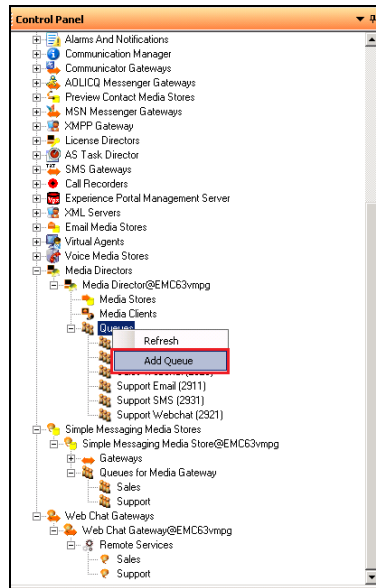 Control Panel
Alarms And Notifications
Communication Manager
Communicator Gateways
AOLICQ Messenger Gateways
Preview Contact Media Stores
MSN Messenger Gateways
XMPP Gateway
License Directors
AS Task Director
SMS Gateways
Call Recorders
Experience Portal Management Server
XML Servers
Email Media Stores
Virtual Agents
Voice Media Stores
Media Directors
Media Director@EMC63vmpg
Media Stores
Media Clients
Queues
Refresh
Add Queue
Support Email (2911)
Support SMS (2931)
Support Webchat (2921)
Simple Messaging Media Stores
Simple Messaging Media Store@EMC63vmpg
Gateways
Queues for Media Gateway
Sales
Support
Web Chat Gateways
Web Chat Gateway@EMC63vmpg
Remote Services
Sales
Support